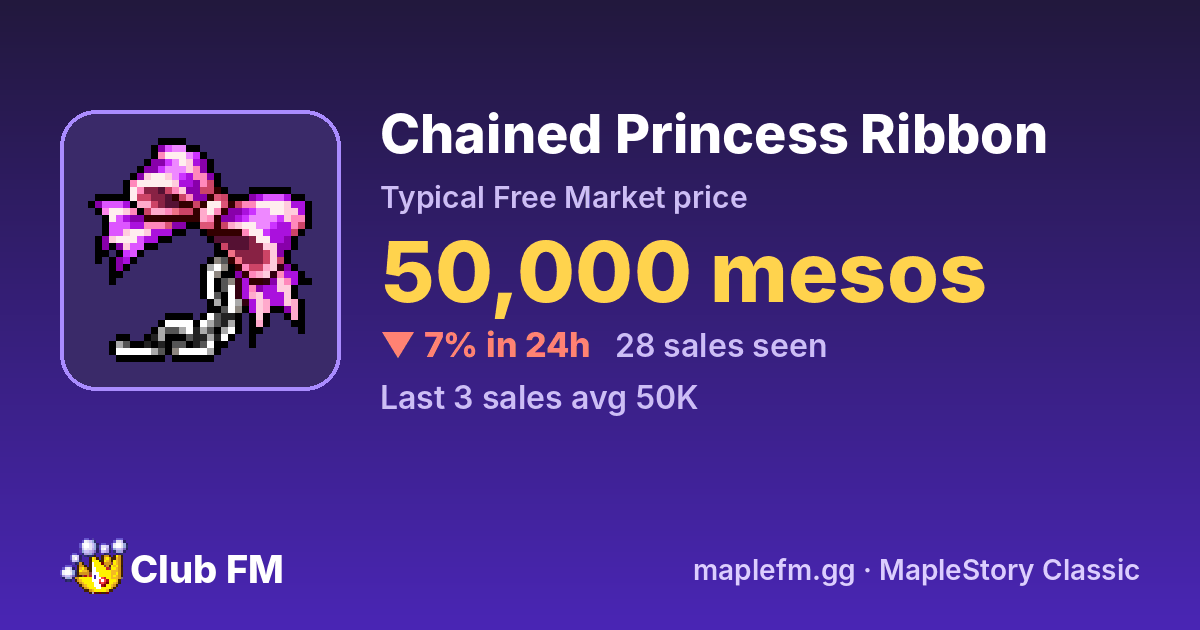 Chained Princess Ribbon
Typical Free Market price
50,000 mesos
▼ 7% in 24h 28 sales seen
Last 3 sales avg 50K
Club FM
maplefm.gg · MapleStory Classic